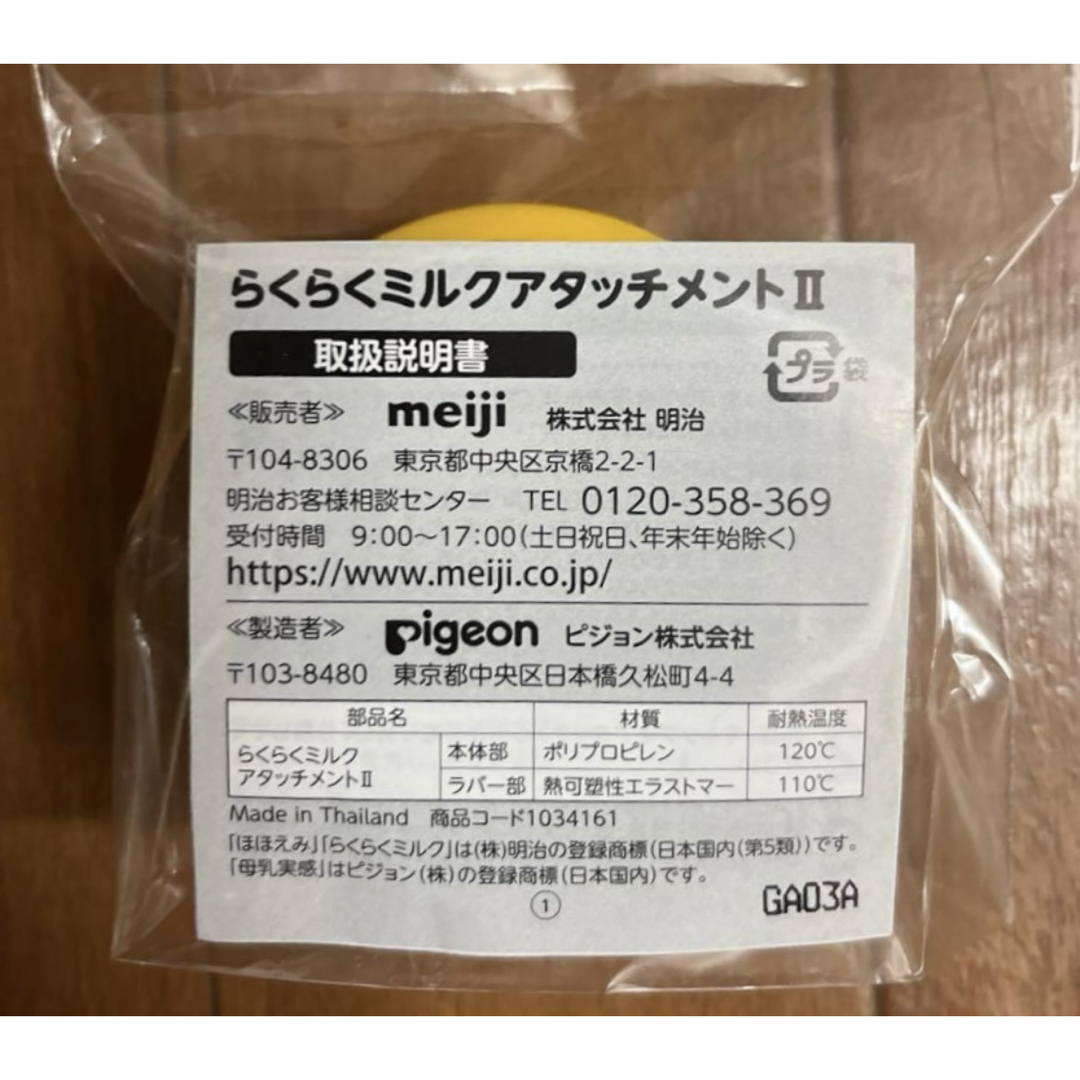 らくらくミルクアタッチメントⅡ
取扱説明書
プラ 袋
≪販売者≫ meiji 株式会社 明治
〒104-8306 東京都中央区京橋2-2-1
明治お客様相談センター TEL 0120-358-369
受付時間 9:00〜17:00(土日祝日、年末年始除く)
https://www.meiji.co.jp/
≪製造者≫ pigeon ピジョン株式会社
〒103-8480 東京都中央区日本橋久松町4-4
部品名 材質 耐熱温度
らくらくミルク
アタッチメントⅡ
本体部 ポリプロピレン 120℃
ラバー部 熱可塑性エラストマー 110℃
Made in Thailand 商品コード1034161
「ほほえみ」「らくらくミルク」は(株)明治の登録商標(日本国内(第5類))です。
「母乳実感」はピジョン(株)の登録商標(日本国内)です。
① GA03A